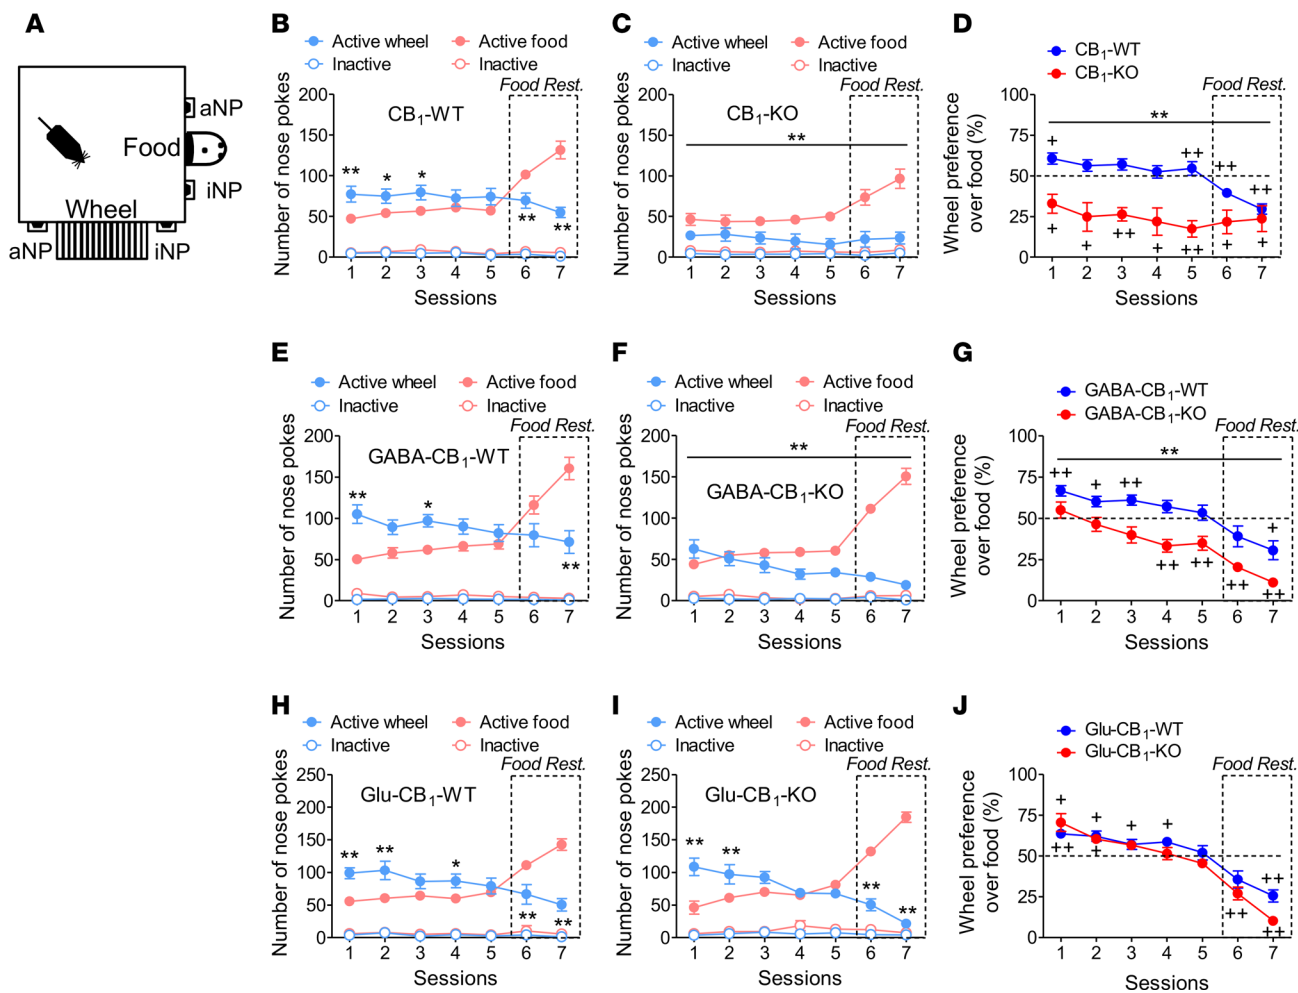 A
aNP
Food
iNP
Wheel
aNP
iNP
B
Active wheel
Active food
Inactive
Inactive
Food Rest.
Number of nose pokes
200
150
100
50
0
CB1-WT
**
*
*
**
**
1 2 3 4 5 6 7
Sessions
C
Active wheel
Active food
Inactive
Inactive
Food Rest.
Number of nose pokes
200
150
100
50
0
CB1-KO
**
1 2 3 4 5 6 7
Sessions
D
CB1-WT
CB1-KO
Food Rest.
Wheel preference
over food (%)
100
75
50
25
0
**
+
++
++
++
+
+
++
+
++
+
+
1 2 3 4 5 6 7
Sessions
E
Active wheel
Active food
Inactive
Inactive
Food Rest.
Number of nose pokes
200
150
100
50
0
GABA-CB1-WT
**
*
**
1 2 3 4 5 6 7
Sessions
F
Active wheel
Active food
Inactive
Inactive
Food Rest.
Number of nose pokes
200
150
100
50
0
**
GABA-CB1-KO
1 2 3 4 5 6 7
Sessions
G
GABA-CB1-WT
GABA-CB1-KO
Food Rest.
Wheel preference
over food (%)
100
75
50
25
0
**
++
+
++
+
++
++
++
++
1 2 3 4 5 6 7
Sessions
H
Active wheel
Active food
Inactive
Inactive
Food Rest.
Number of nose pokes
250
200
150
100
50
0
Glu-CB1-WT
**
**
*
**
**
1 2 3 4 5 6 7
Sessions
I
Active wheel
Active food
Inactive
Inactive
Food Rest.
Number of nose pokes
250
200
150
100
50
0
Glu-CB1-KO
**
**
**
**
1 2 3 4 5 6 7
Sessions
J
Glu-CB1-WT
Glu-CB1-KO
Food Rest.
Wheel preference
over food (%)
100
75
50
25
0
+
+
+
+
++
++
+
++
++
1 2 3 4 5 6 7
Sessions